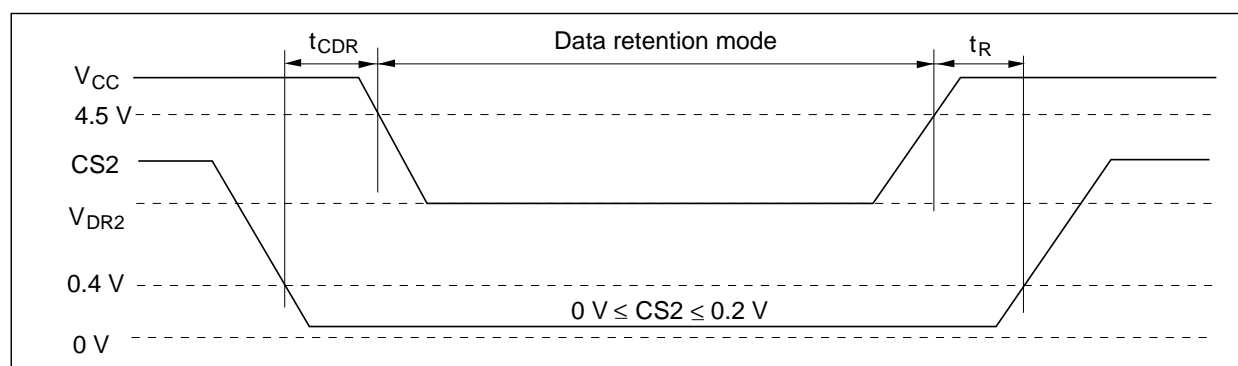 tCDR
Data retention mode
tR
VCC
4.5 V
CS2
VDR2
0.4 V
0 V ≤ CS2 ≤ 0.2 V
0 V